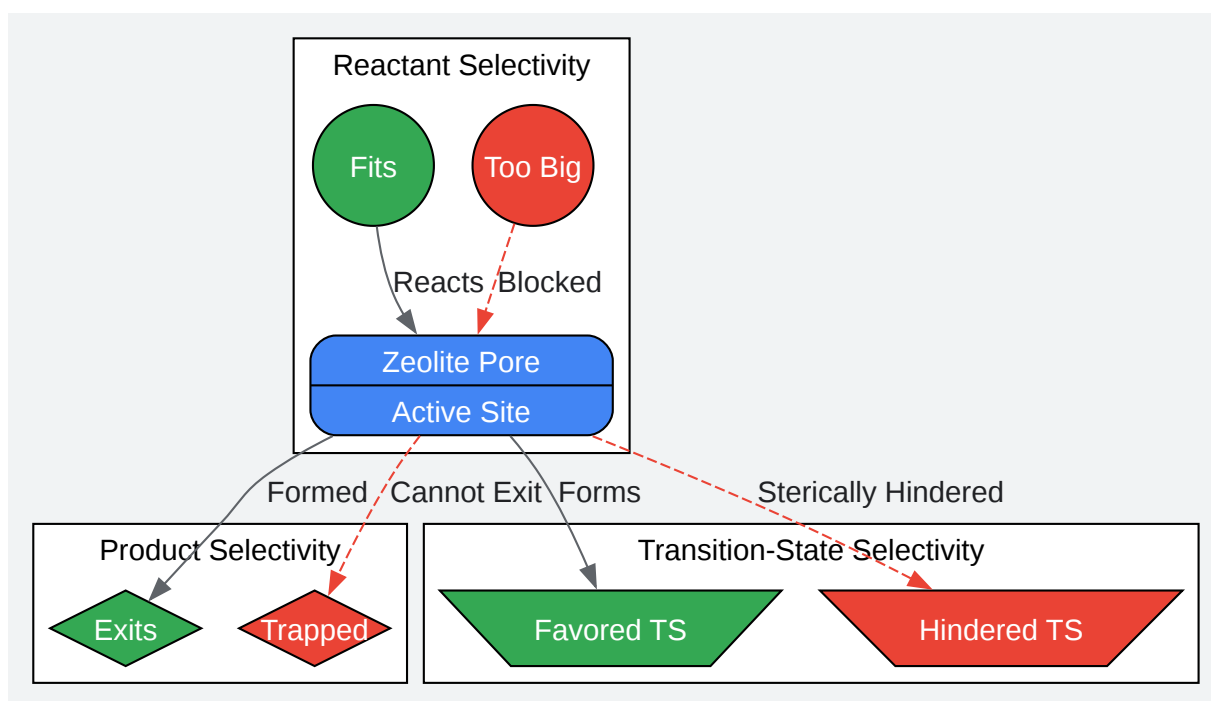 Reactant Selectivity
Fits
Too Big
Reacts
Blocked
Zeolite Pore
Active Site
Formed
Cannot Exit
Forms
Sterically Hindered
Product Selectivity
Transition-State Selectivity
Exits
Trapped
Favored TS
Hindered TS